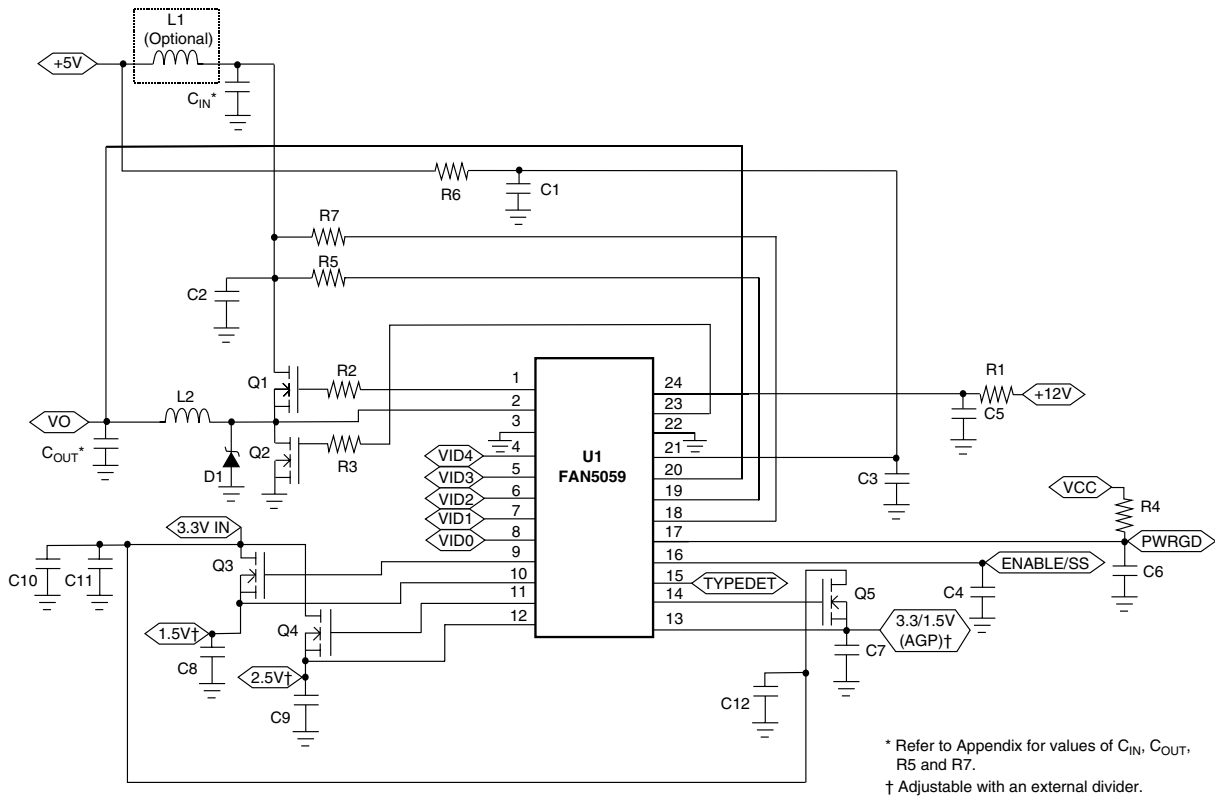 L1
(Optional)
+5V
CIN*
R6
C1
R7
R5
C2
Q1
R2
L2
VO
COUT*
D1
Q2
R3
1
2
3
4
5
6
7
8
9
10
11
12
U1
FAN5059
24
23
22
21
20
19
18
17
16
15
14
13
VID4
VID3
VID2
VID1
VID0
R1
+12V
C5
C3
VCC
R4
PWRGD
C6
ENABLE/SS
C4
TYPEDET
Q5
3.3/1.5V
(AGP)†
C7
C12
3.3V IN
C10
C11
Q3
1.5V†
C8
Q4
2.5V†
C9
* Refer to Appendix for values of CIN, COUT,
R5 and R7.
† Adjustable with an external divider.